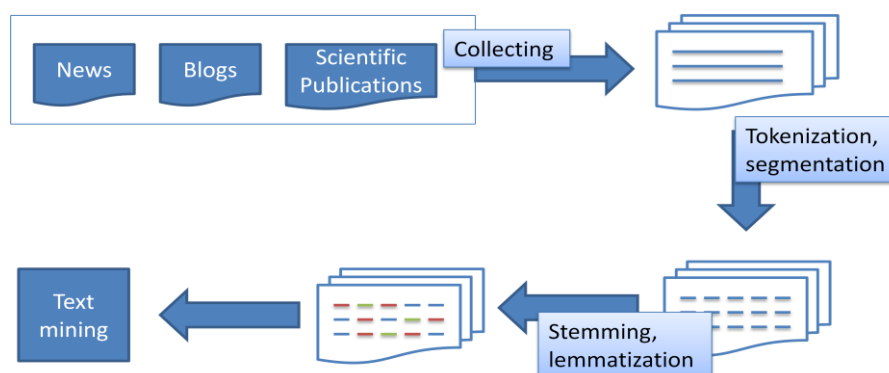 News
Blogs
Scientific
Publications
Collecting
Tokenization,
segmentation
Stemming,
lemmatization
Text
mining